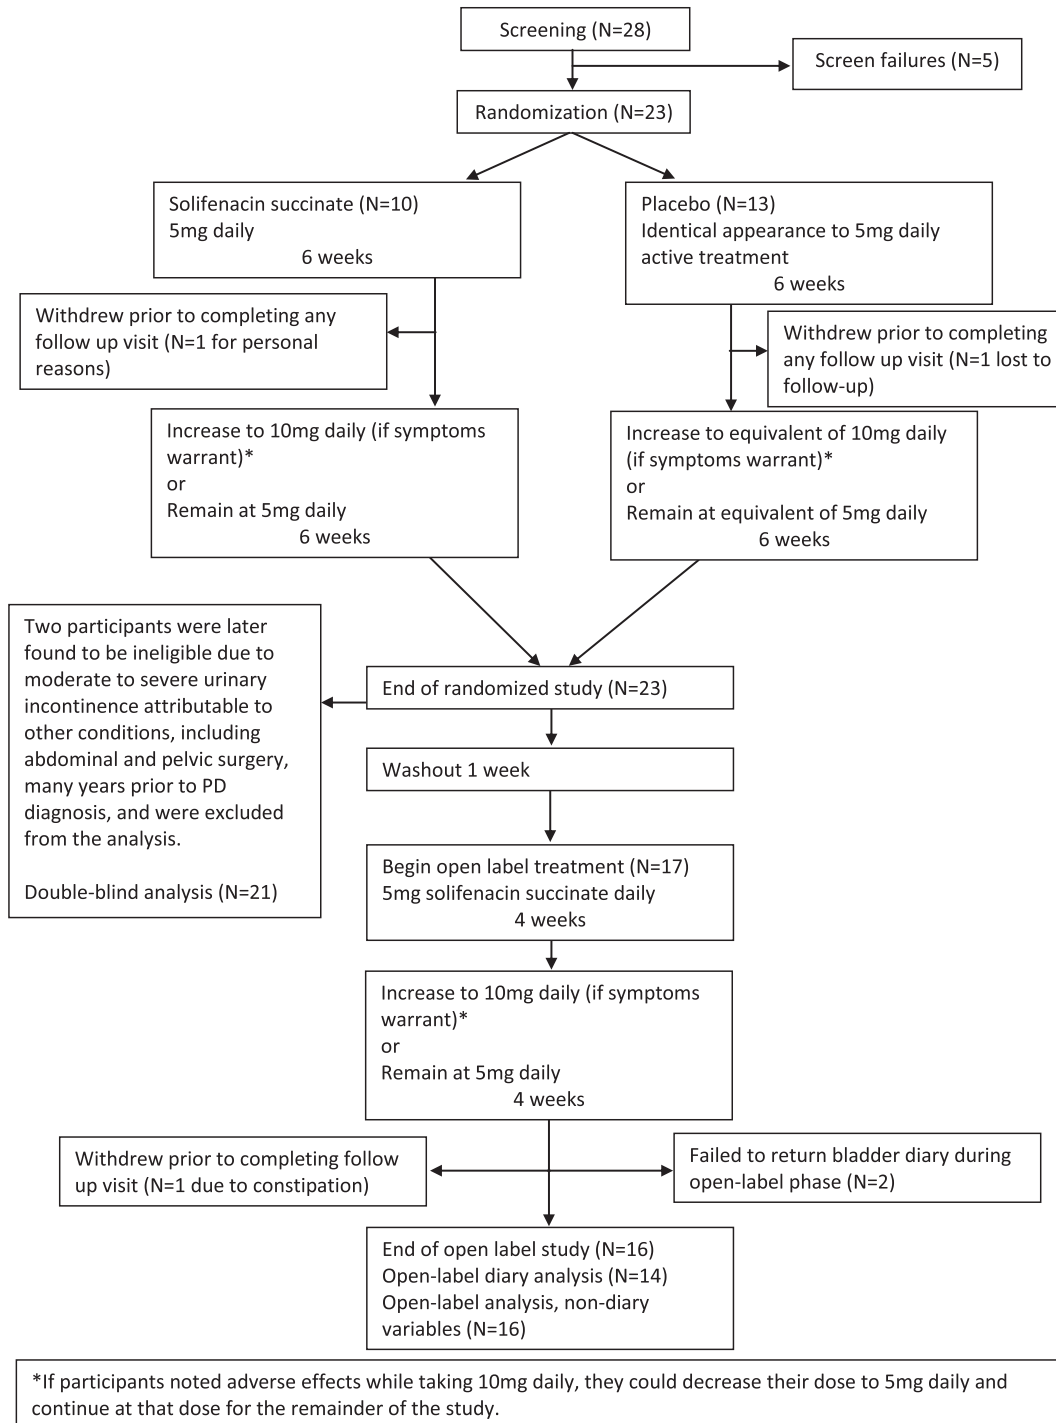 Screening (N=28)
Screen failures (N=5)
Randomization (N=23)
Solifenacin succinate (N=10)
5mg daily
6 weeks
Placebo (N=13)
Identical appearance to 5mg daily
active treatment
6 weeks
Withdrew prior to completing any
follow up visit (N=1 for personal
reasons)
Withdrew prior to completing
any follow up visit (N=1 lost to
follow-up)
Increase to 10mg daily (if symptoms
warrant)*
or
Remain at 5mg daily
6 weeks
Increase to equivalent of 10mg daily
(if symptoms warrant)*
or
Remain at equivalent of 5mg daily
6 weeks
Two participants were later
found to be ineligible due to
moderate to severe urinary
incontinence attributable to
other conditions, including
abdominal and pelvic surgery,
many years prior to PD
diagnosis, and were excluded
from the analysis.
Double-blind analysis (N=21)
End of randomized study (N=23)
Washout 1 week
Begin open label treatment (N=17)
5mg solifenacin succinate daily
4 weeks
Increase to 10mg daily (if symptoms
warrant)*
or
Remain at 5mg daily
4 weeks
Withdrew prior to completing follow
up visit (N=1 due to constipation)
Failed to return bladder diary during
open-label phase (N=2)
End of open label study (N=16)
Open-label diary analysis (N=14)
Open-label analysis, non-diary
variables (N=16)
*If participants noted adverse effects while taking 10mg daily, they could decrease their dose to 5mg daily and
continue at that dose for the remainder of the study.